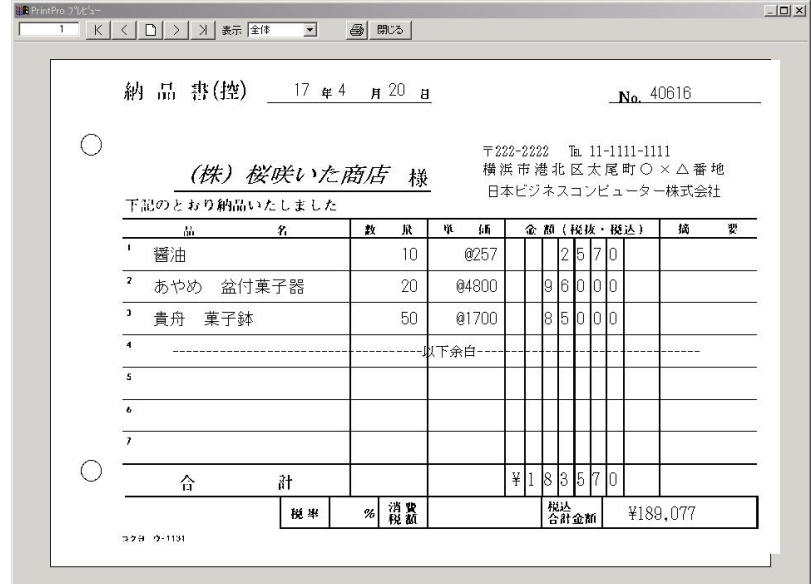 PrintPro プレビュー
1 表示 全体 閉じる
納 品 書(控) 17 年 4 月 20 日 No. 40616
〒222-2222 ℡ 11-1111-1111
横浜市港北区太尾町○×△番地
(株) 桜咲いた商店 様
日本ビジネスコンピューター株式会社
下記のとおり納品いたしました
品 名 数 量 単 価 金 額 (税抜・税込) 摘 要
1 醤油 10 @257 2570
2 あやめ 盆付菓子器 20 @4800 96000
3 貴舟 菓子鉢 50 @1700 85000
4 ------------------------------以下余白------------------------------
5
6
7
合 計 ¥183570
税率 % 消費税額 税込合計金額 ¥189,077
コクヨ ウ-1131